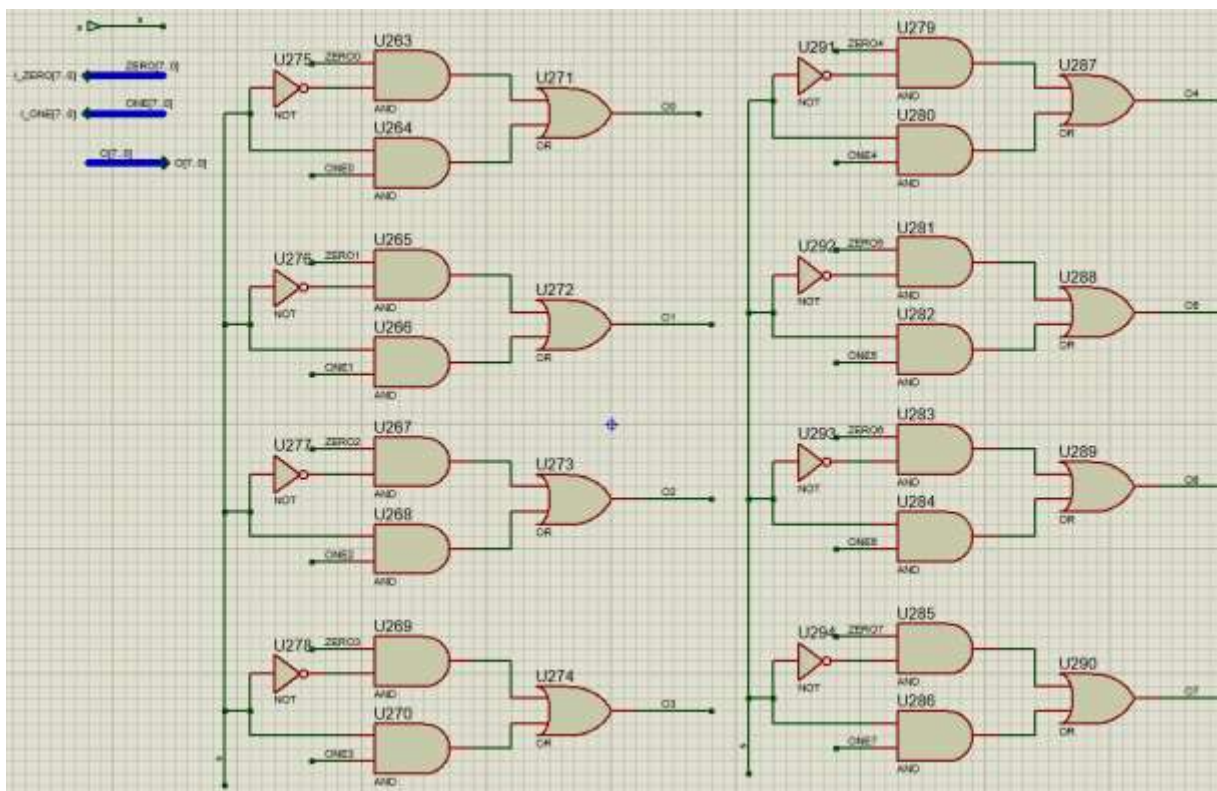 s s
I_ZERO[7..0] ZERO[7..0]
I_ONE[7..0] ONE[7..0]
O[7..0] O[7..0]
U263
U275 ZERO0
U271
NOT AND
U264
O0
ONE0 OR
AND
U265
U276 ZERO1
U272
NOT AND
U266
O1
ONE1 OR
AND
U267
U277 ZERO2
U273
NOT AND
U268
O2
ONE2 OR
AND
U269
U278 ZERO3
U274
NOT AND
U270
O3
ONE3 OR
AND
s
U279
U291 ZERO4
U287
NOT AND
U280
O4
ONE4 OR
AND
U281
U292 ZERO5
U288
NOT AND
U282
O5
ONE5 OR
AND
U283
U293 ZERO6
U289
NOT AND
U284
O6
ONE6 OR
AND
U285
U294 ZERO7
U290
NOT AND
U286
O7
ONE7 OR
AND
s